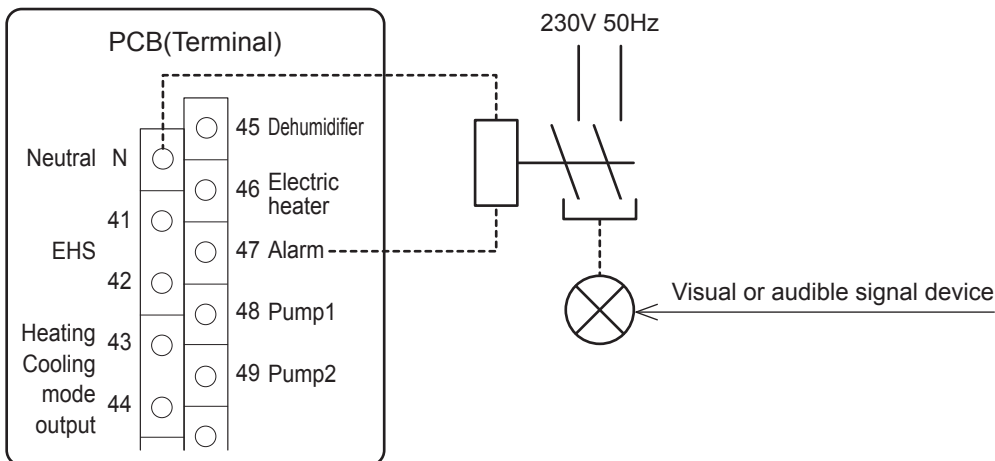 230V 50Hz
PCB(Terminal)
Neutral N
41
EHS
42
Heating
43
Cooling
mode
44
output
45 Dehumidifier
46 Electric
heater
47 Alarm
48 Pump1
49 Pump2
Visual or audible signal device